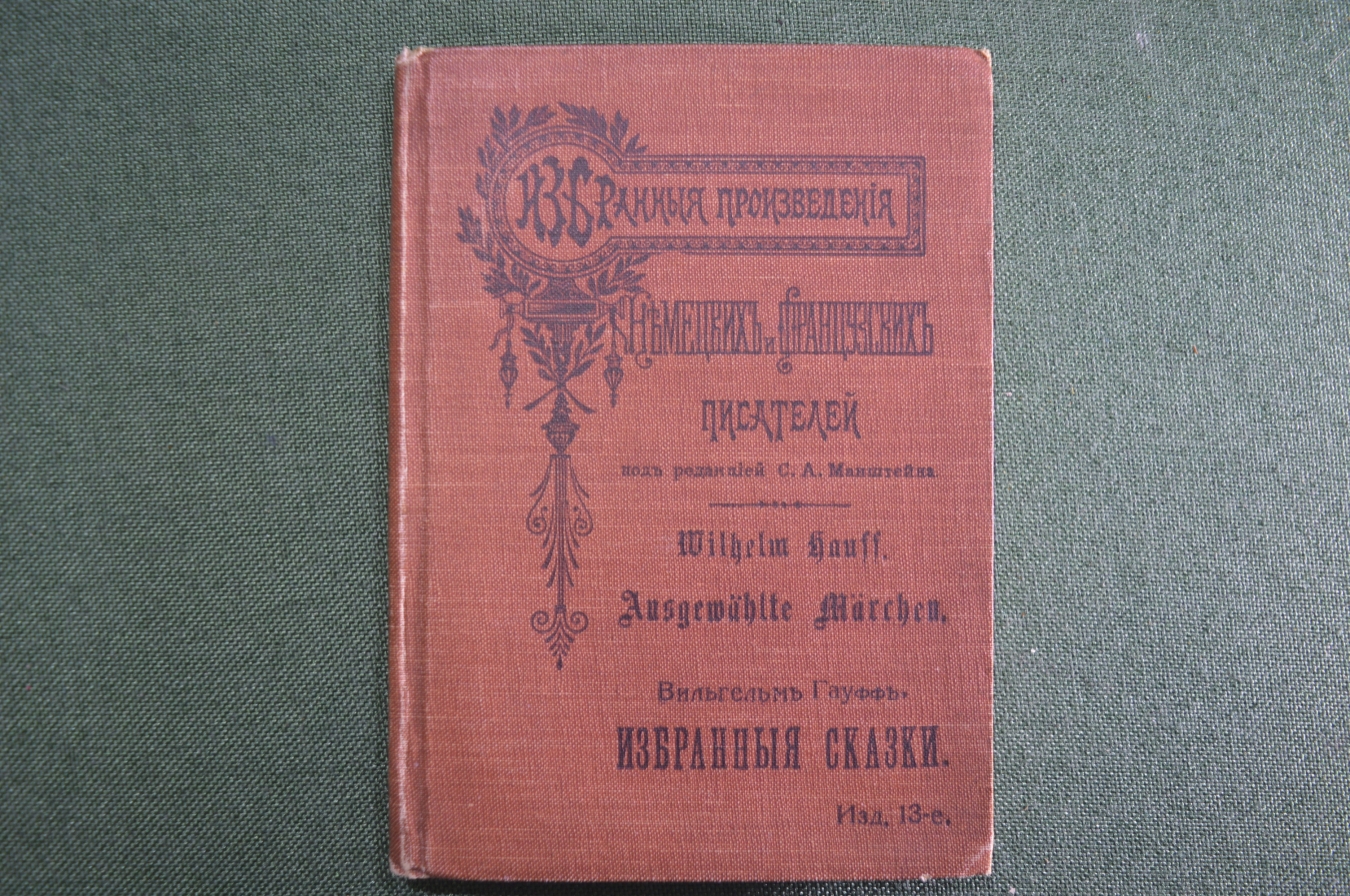 ИЗБРАННЫЯ ПРОИЗВЕДЕНІЯ
НѢМЕЦКИХЪ и ФРАНЦУЗСКИХЪ
ПИСАТЕЛЕЙ
подъ редакціей С. А. Манштейна
Wilhelm Hauff.
Ausgewählte Märchen.
Вильгельмъ Гауффъ.
ИЗБРАННЫЯ СКАЗКИ.
Изд. 13-е.